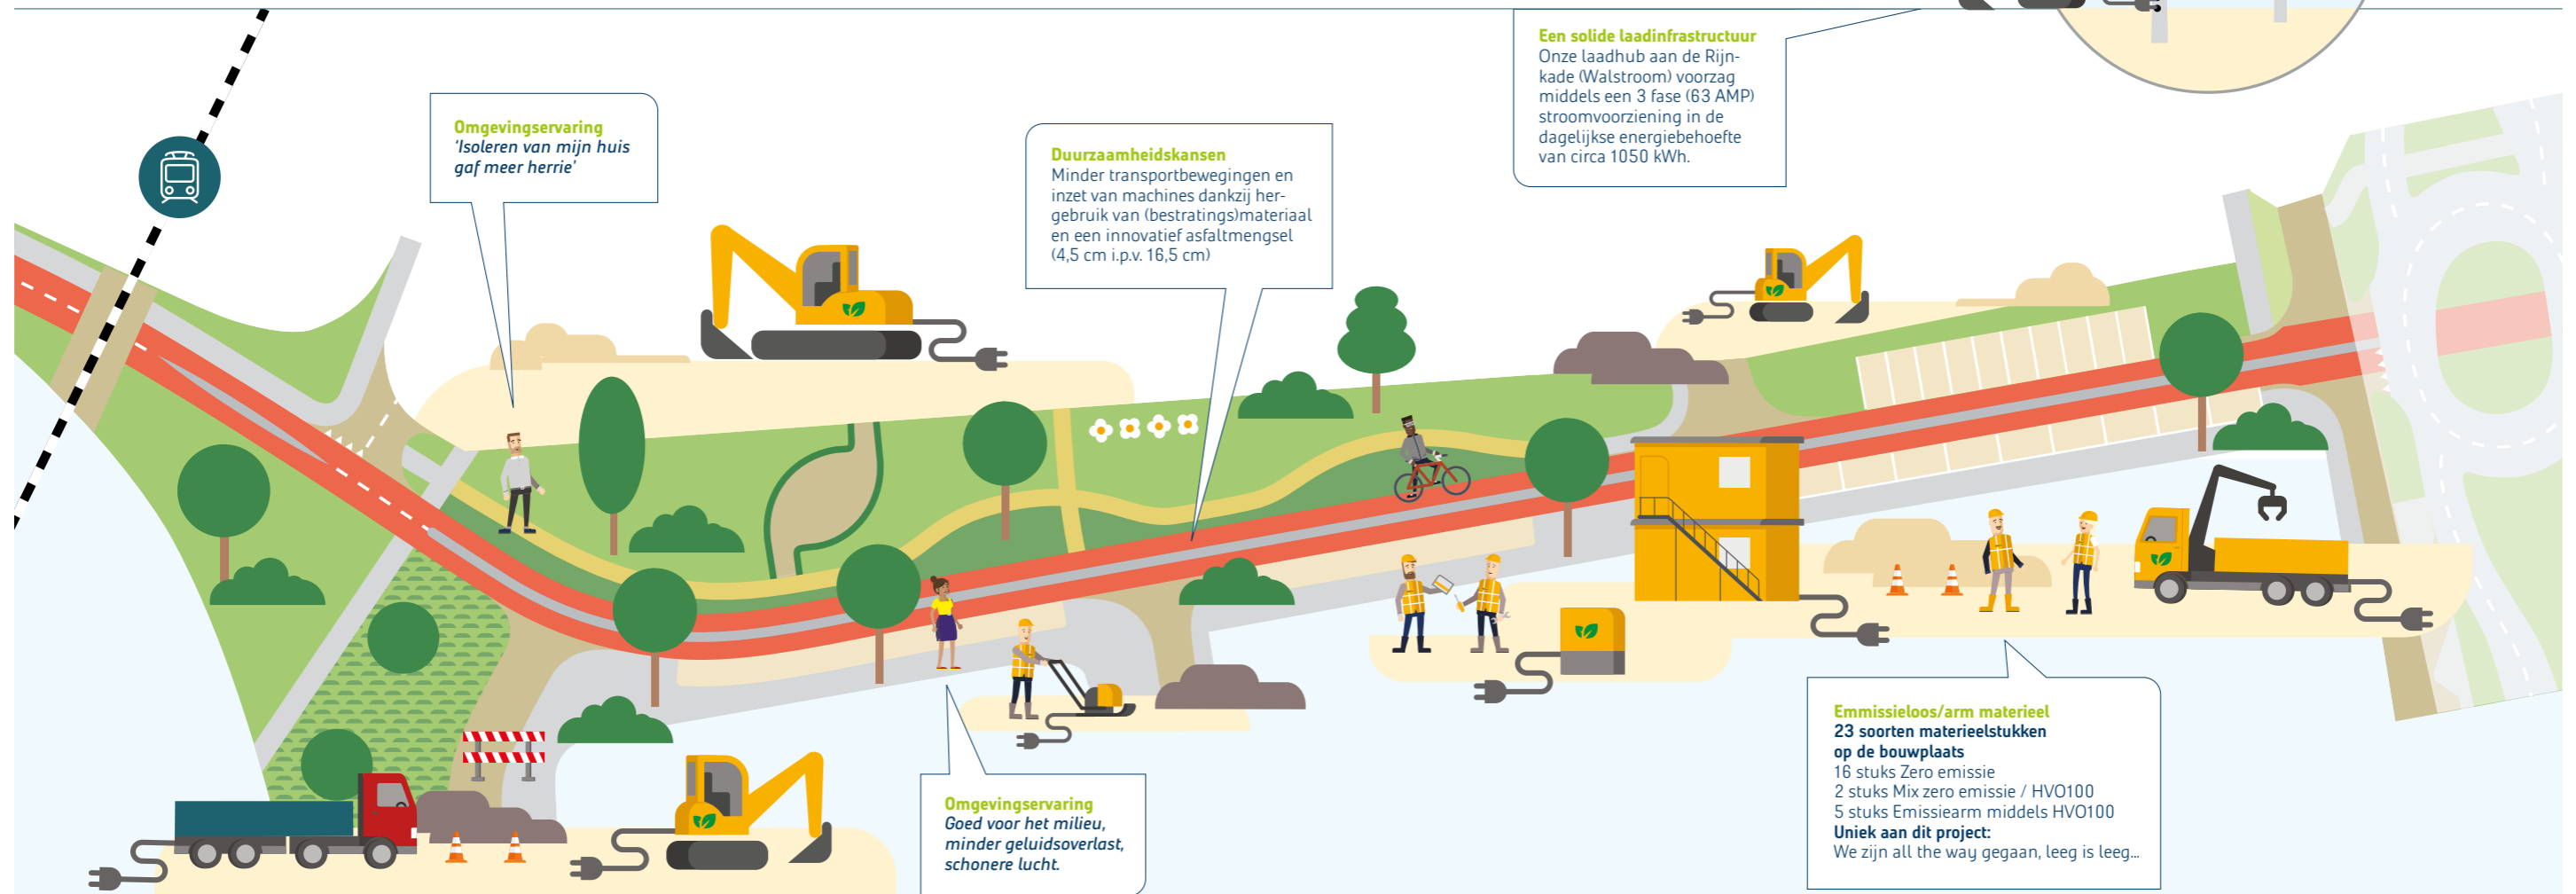 Een solide laadinfrastructuur
Onze laadhub aan de Rijn-
kade (Walstroom) voorzag
middels een 3 fase (63 AMP)
stroomvoorziening in de
dagelijkse energiebehoefte
van circa 1050 kWh.
Omgevingservaring
'Isoleren van mijn huis
gaf meer herrie'
Duurzaamheidskansen
Minder transportbewegingen en
inzet van machines dankzij her-
gebruik van (bestratings)materiaal
en een innovatief asfaltmengsel
(4,5 cm i.p.v. 16,5 cm)
Omgevingservaring
Goed voor het milieu,
minder geluidsoverlast,
schonere lucht.
Emmissieloos/arm materieel
23 soorten materieelstukken
op de bouwplaats
16 stuks Zero emissie
2 stuks Mix zero emissie / HVO100
5 stuks Emissiearm middels HVO100
Uniek aan dit project:
We zijn all the way gegaan, leeg is leeg...